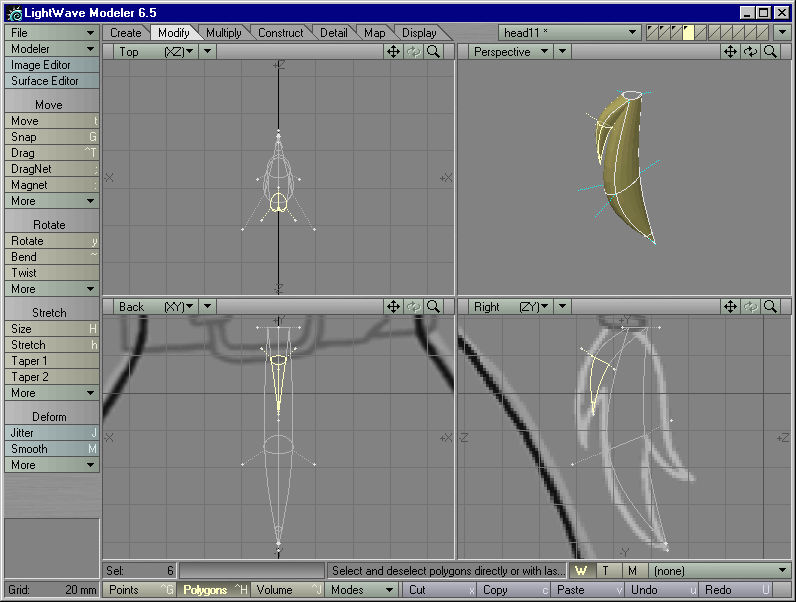 LightWave Modeler 6.5
File
Modeler
Image Editor
Surface Editor
Move
Move t
Snap G
Drag ^T
DragNet ;
Magnet :
More
Rotate
Rotate y
Bend ~
Twist
More
Stretch
Size H
Stretch h
Taper 1
Taper 2
More
Deform
Jitter J
Smooth M
More
Create Modify Multiply Construct Detail Map Display head11 *
Top (XZ)
+Z
-X +X
-Z
Perspective
Back (XY)
+Y
-X +X
-Y
Right (ZY)
+Y
-Z +Z
-Y
Sel: 6 Select and deselect polygons directly or with las... W T M (none)
Grid: 20 mm Points ^G Polygons ^H Volume ^J Modes Cut x Copy c Paste v Undo u Redo U